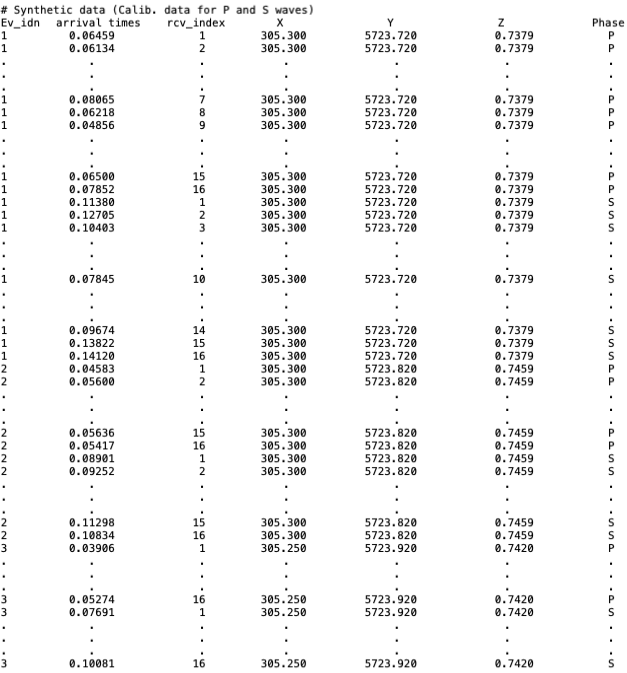 # Synthetic data (Calib. data for P and S waves)
Ev_idn arrival times rcv_index X Y Z Phase
1 0.06459 1 305.300 5723.720 0.7379 P
1 0.06134 2 305.300 5723.720 0.7379 P
. . . . . . .
. . . . . . .
. . . . . . .
1 0.08065 7 305.300 5723.720 0.7379 P
1 0.06218 8 305.300 5723.720 0.7379 P
1 0.04856 9 305.300 5723.720 0.7379 P
. . . . . . .
. . . . . . .
. . . . . . .
1 0.06500 15 305.300 5723.720 0.7379 P
1 0.07852 16 305.300 5723.720 0.7379 P
1 0.11380 1 305.300 5723.720 0.7379 S
1 0.12705 2 305.300 5723.720 0.7379 S
1 0.10403 3 305.300 5723.720 0.7379 S
. . . . . . .
. . . . . . .
. . . . . . .
1 0.07845 10 305.300 5723.720 0.7379 S
. . . . . . .
. . . . . . .
. . . . . . .
1 0.09674 14 305.300 5723.720 0.7379 S
1 0.13822 15 305.300 5723.720 0.7379 S
1 0.14120 16 305.300 5723.720 0.7379 S
2 0.04583 1 305.300 5723.820 0.7459 P
2 0.05600 2 305.300 5723.820 0.7459 P
. . . . . . .
. . . . . . .
. . . . . . .
2 0.05636 15 305.300 5723.820 0.7459 P
2 0.05417 16 305.300 5723.820 0.7459 P
2 0.08901 1 305.300 5723.820 0.7459 S
2 0.09252 2 305.300 5723.820 0.7459 S
. . . . . . .
. . . . . . .
. . . . . . .
2 0.11298 15 305.300 5723.820 0.7459 S
2 0.10834 16 305.300 5723.820 0.7459 S
3 0.03906 1 305.250 5723.920 0.7420 P
. . . . . . .
. . . . . . .
. . . . . . .
3 0.05274 16 305.250 5723.920 0.7420 P
3 0.07691 1 305.250 5723.920 0.7420 S
. . . . . . .
. . . . . . .
. . . . . . .
3 0.10081 16 305.250 5723.920 0.7420 S